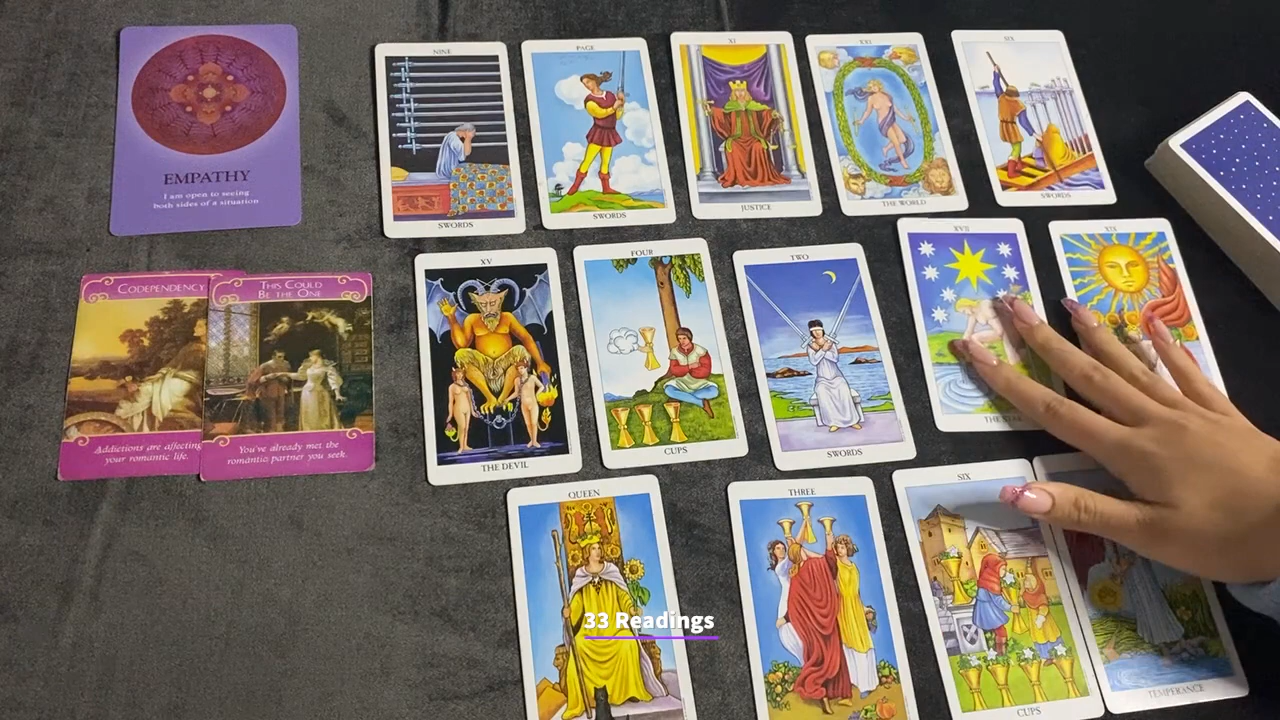 EMPATHY
I am open to seeing
both sides of a situation
CODEPENDENCY
Addictions are affecting
your romantic life.
THIS COULD
BE THE ONE
You've already met the
romantic partner you seek.
NINE
SWORDS
PAGE
SWORDS
XI
JUSTICE
XXI
THE WORLD
SIX
SWORDS
XV
THE DEVIL
FOUR
CUPS
TWO
SWORDS
XVII
THE STAR
XIX
QUEEN
THREE
SIX
CUPS
TEMPERANCE
33 Readings